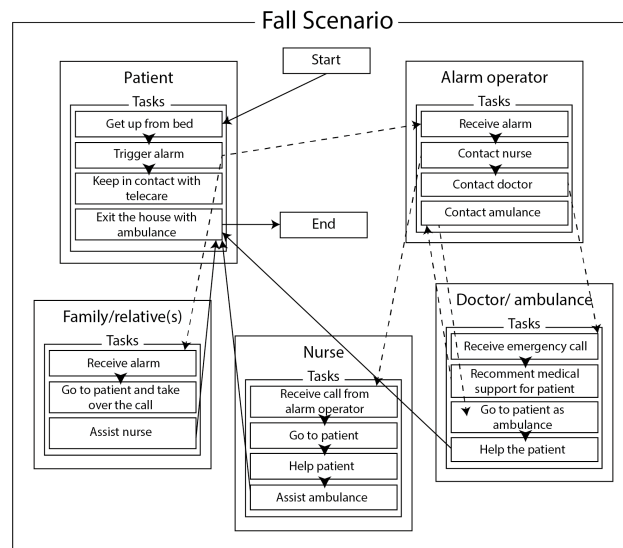 Fall Scenario
Start
Patient
Tasks
Get up from bed
Trigger alarm
Keep in contact with
telecare
Exit the house with
ambulance
End
Alarm operator
Tasks
Receive alarm
Contact nurse
Contact doctor
Contact amulance
Family/relative(s)
Tasks
Receive alarm
Go to patient and take
over the call
Assist nurse
Nurse
Tasks
Receive call from
alarm operator
Go to patient
Help patient
Assist ambulance
Doctor/ ambulance
Tasks
Receive emergency call
Recomment medical
support for patient
Go to patient as
ambulance
Help the patient